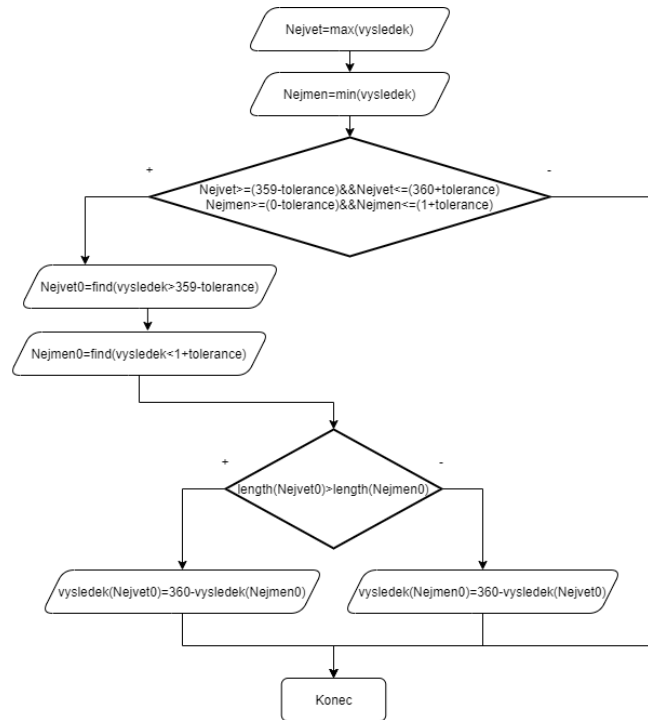 Nejvet=max(vysledek)
Nejmen=min(vysledek)
+
-
Nejvet>=(359-tolerance)&&Nejvet<=(360+tolerance)
Nejmen>=(0-tolerance)&&Nejmen<=(1+tolerance)
Nejvet0=find(vysledek>359-tolerance)
Nejmen0=find(vysledek<1+tolerance)
+
-
length(Nejvet0)>length(Nejmen0)
vysledek(Nejvet0)=360-vysledek(Nejmen0)
vysledek(Nejmen0)=360-vysledek(Nejvet0)
Konec